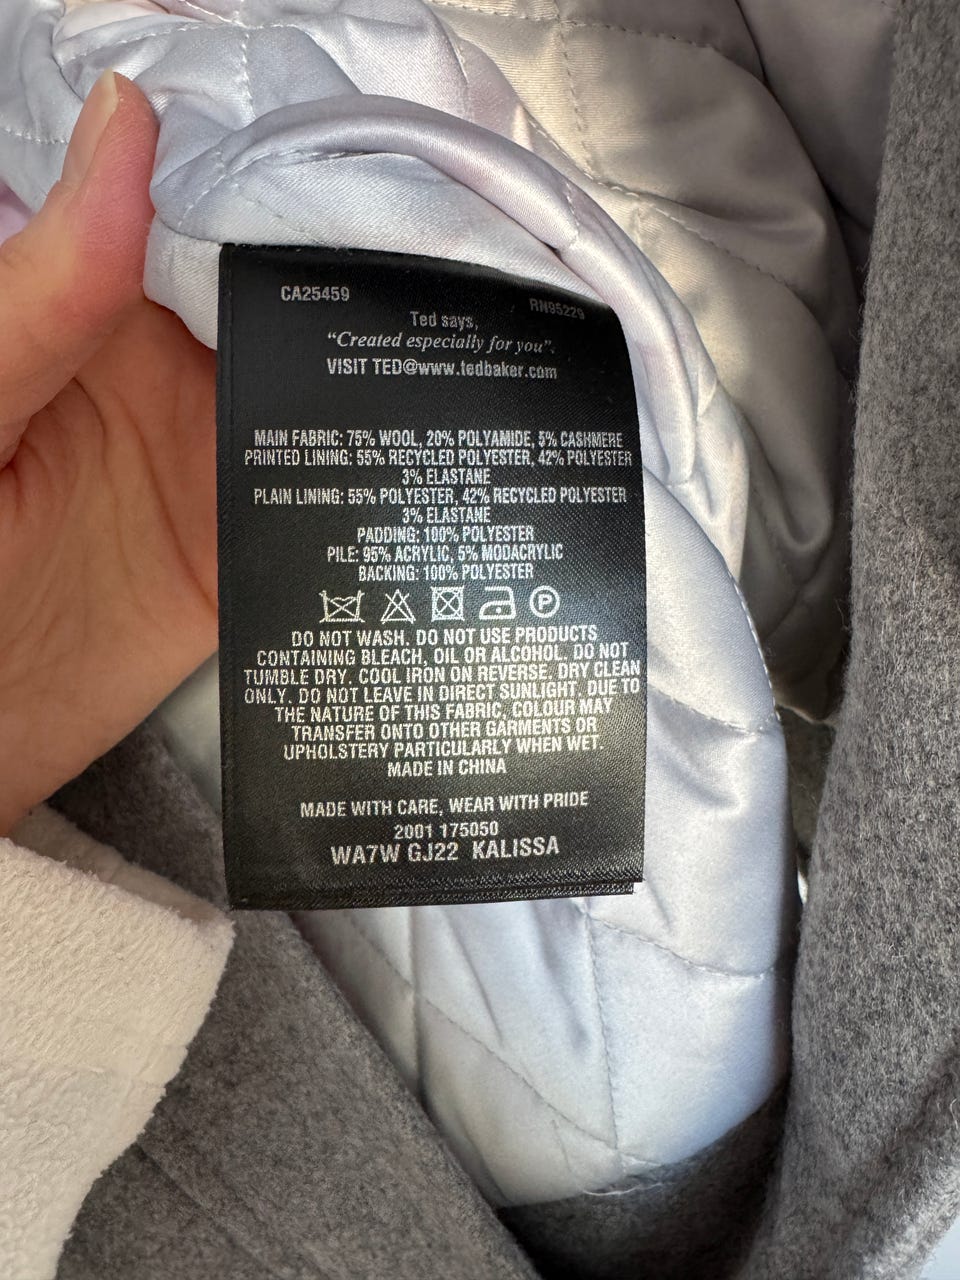 CA25459
RN95229
Ted says,
“Created especially for you”.
VISIT TED@www.tedbaker.com
MAIN FABRIC: 75% WOOL, 20% POLYAMIDE, 5% CASHMERE
PRINTED LINING: 55% RECYCLED POLYESTER, 42% POLYESTER
3% ELASTANE
PLAIN LINING: 55% POLYESTER, 42% RECYCLED POLYESTER
3% ELASTANE
PADDING: 100% POLYESTER
PILE: 95% ACRYLIC, 5% MODACRYLIC
BACKING: 100% POLYESTER
P
DO NOT WASH. DO NOT USE PRODUCTS
CONTAINING BLEACH, OIL OR ALCOHOL. DO NOT
TUMBLE DRY. COOL IRON ON REVERSE. DRY CLEAN
ONLY. DO NOT LEAVE IN DIRECT SUNLIGHT. DUE TO
THE NATURE OF THIS FABRIC, COLOUR MAY
TRANSFER ONTO OTHER GARMENTS OR
UPHOLSTERY PARTICULARLY WHEN WET.
MADE IN CHINA
MADE WITH CARE, WEAR WITH PRIDE
2001 175050
WA7W GJ22 KALISSA